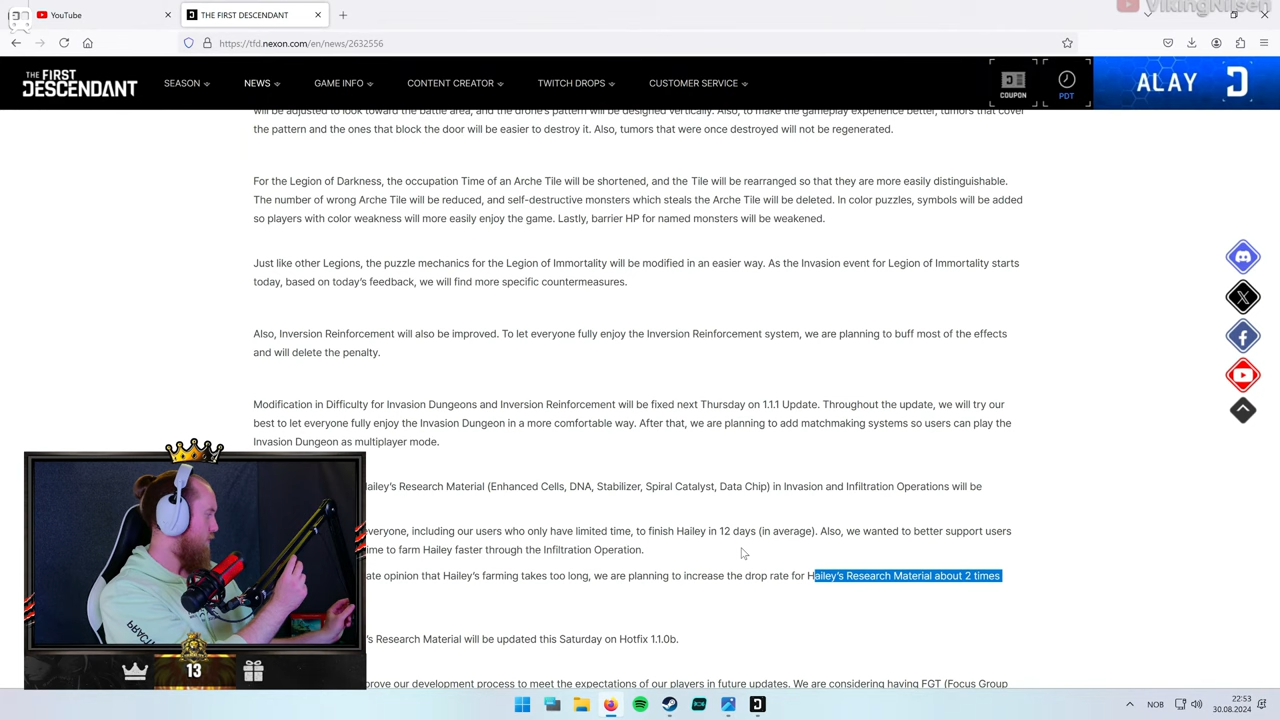 YouTube
THE FIRST DESCENDANT
VikingNilsen
https://tfd.nexon.com/en/news/2632556
THE FIRST
DESCENDANT
SEASON
NEWS
GAME INFO
CONTENT CREATOR
TWITCH DROPS
CUSTOMER SERVICE
COUPON
PDT
ALAY
will be adjusted to look toward the battle area, and the drone's pattern will be designed vertically. Also, to make the gameplay experience better, tumors that cover
the pattern and the ones that block the door will be easier to destroy it. Also, tumors that were once destroyed will not be regenerated.
For the Legion of Darkness, the occupation Time of an Arche Tile will be shortened, and the Tile will be rearranged so that they are more easily distinguishable.
The number of wrong Arche Tile will be reduced, and self-destructive monsters which steals the Arche Tile will be deleted. In color puzzles, symbols will be added
so players with color weakness will more easily enjoy the game. Lastly, barrier HP for named monsters will be weakened.
Just like other Legions, the puzzle mechanics for the Legion of Immortality will be modified in an easier way. As the Invasion event for Legion of Immortality starts
today, based on today's feedback, we will find more specific countermeasures.
Also, Inversion Reinforcement will also be improved. To let everyone fully enjoy the Inversion Reinforcement system, we are planning to buff most of the effects
and will delete the penalty.
Modification in Difficulty for Invasion Dungeons and Inversion Reinforcement will be fixed next Thursday on 1.1.1 Update. Throughout the update, we will try our
best to let everyone fully enjoy the Invasion Dungeon in a more comfortable way. After that, we are planning to add matchmaking systems so users can play the
Invasion Dungeon as multiplayer mode.
Hailey's Research Material (Enhanced Cells, DNA, Stabilizer, Spiral Catalyst, Data Chip) in Invasion and Infiltration Operations will be
everyone, including our users who only have limited time, to finish Hailey in 12 days (in average). Also, we wanted to better support users
time to farm Hailey faster through the Infiltration Operation.
ate opinion that Hailey's farming takes too long, we are planning to increase the drop rate for Hailey's Research Material about 2 times
's Research Material will be updated this Saturday on Hotfix 1.1.0b.
prove our development process to meet the expectations of our players in future updates. We are considering having FGT (Focus Group
13
NOB
22:53
30.08.2024